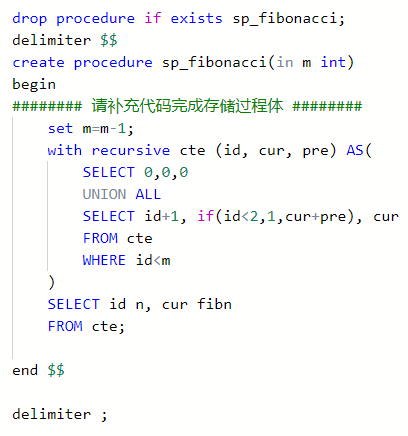 drop procedure if exists sp_fibonacci;
delimiter $$
create procedure sp_fibonacci(in m int)
begin
######## 请补充代码完成存储过程体 ########
    set m=m-1;
    with recursive cte (id, cur, pre) AS(
        SELECT 0,0,0
        UNION ALL
        SELECT id+1, if(id<2,1,cur+pre), cur
        FROM cte
        WHERE id<m
    )
    SELECT id n, cur fibn
    FROM cte;
end $$
delimiter ;